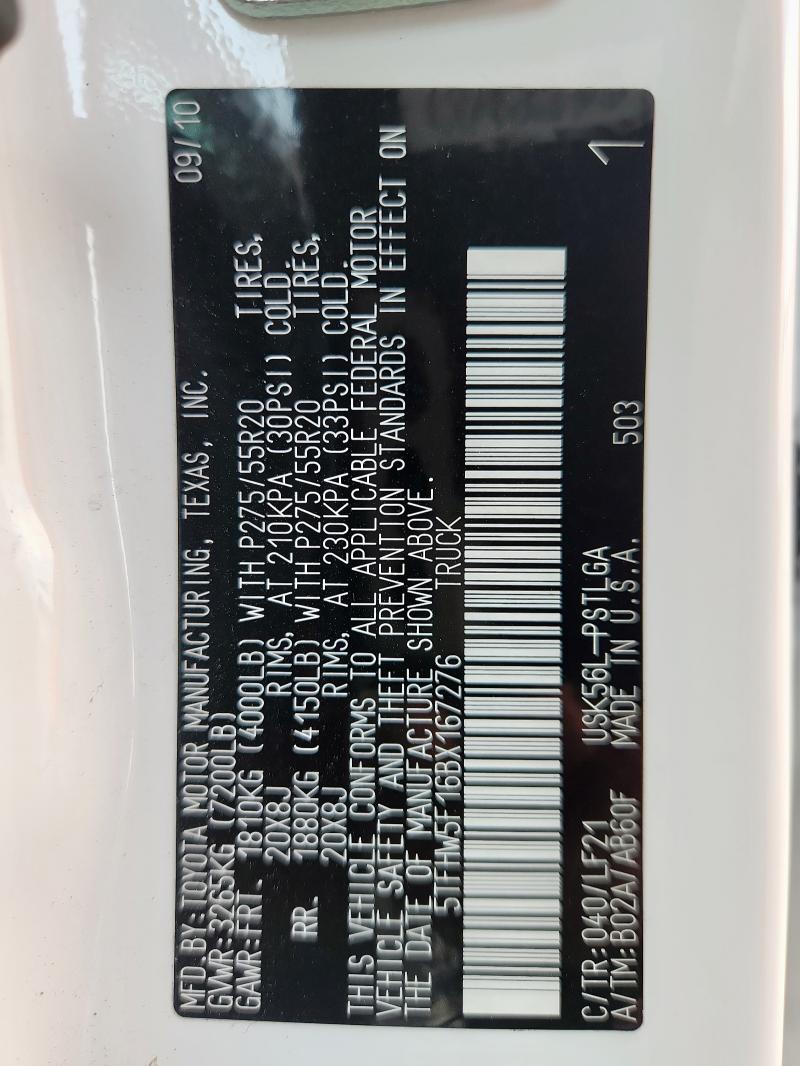 MFD.BY:TOYOTA MOTOR MANUFACTURING, TEXAS, INC. 09/10
GVWR:3265KG (7200LB)
GAWR:FRT. 1810KG (4000LB) WITH P275/55R20 TIRES,
20X8J RIMS, AT 210KPA (30PSI) COLD
RR. 1880KG (4150LB) WITH P275/55R20 TIRES,
20X8J RIMS, AT 230KPA (33PSI) COLD.
THIS VEHICLE CONFORMS TO ALL APPLICABLE FEDERAL MOTOR
VEHICLE SAFETY AND THEFT PREVENTION STANDARDS IN EFFECT ON
THE DATE OF MANUFACTURE SHOWN ABOVE.
5TFHW5F16BX167276 TRUCK
1
C/TR:040/LF21 USK56L-PSTLGA
A/TM:B02A/AB60F MADE IN U.S.A. 503